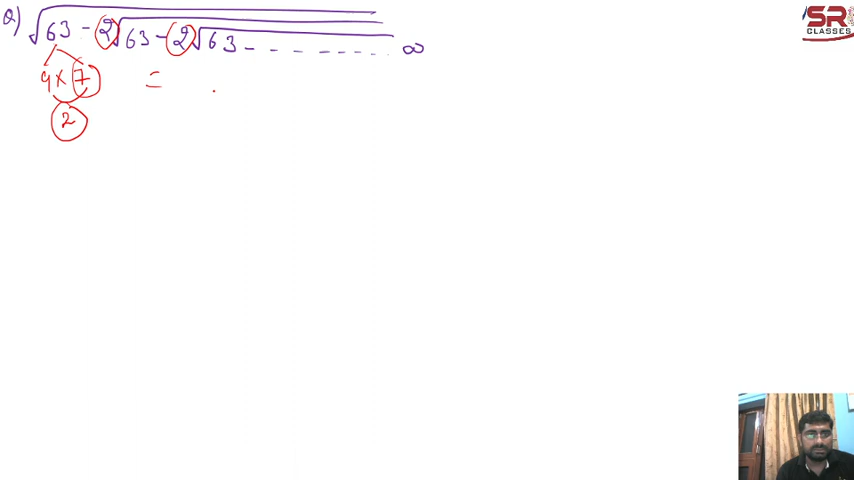 Q) √63 - 2√63 - 2√63 - - - - - - - - ∞
9 × 7 =
2
SR
CLASSES